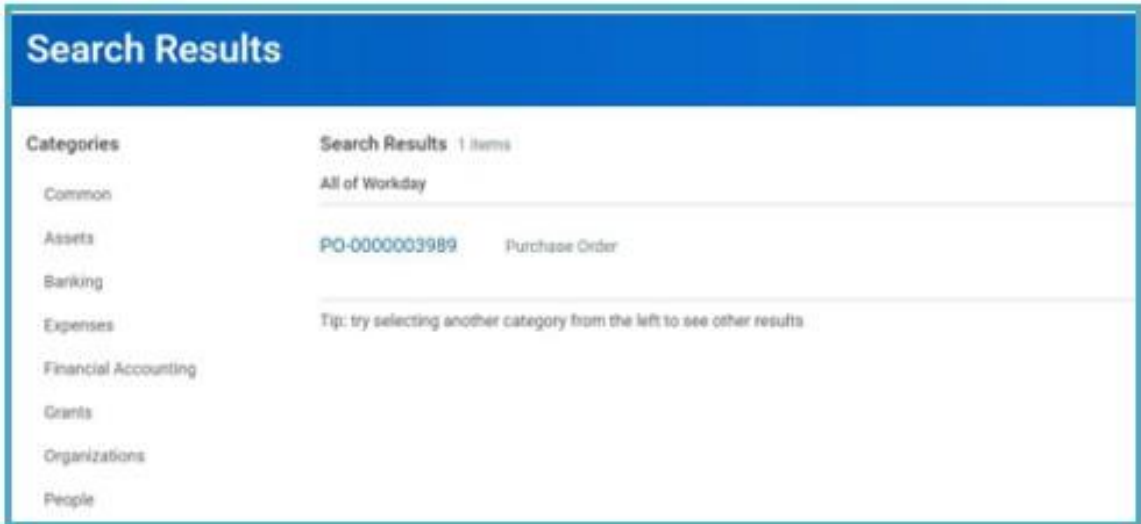 Search Results
Categories
Common
Assets
Banking
Expenses
Financial Accounting
Grants
Organizations
People
Search Results 1 items
All of Workday
PO-0000003989 Purchase Order
Tip: try selecting another category from the left to see other results